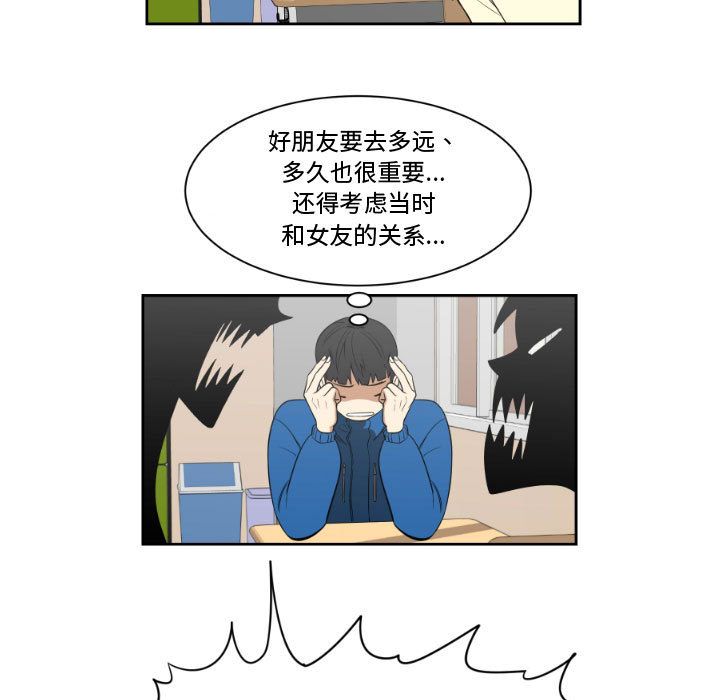 好朋友要去多远、
多久也很重要…
还得考虑当时
和女友的关系…